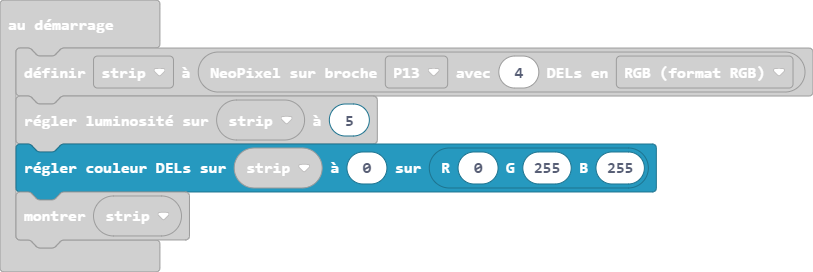 au démarrage
définir strip à NeoPixel sur broche P13 avec 4 DELs en RGB (format RGB)
régler luminosité sur strip à 5
régler couleur DELs sur strip à 0 sur R 0 G 255 B 255
montrer strip